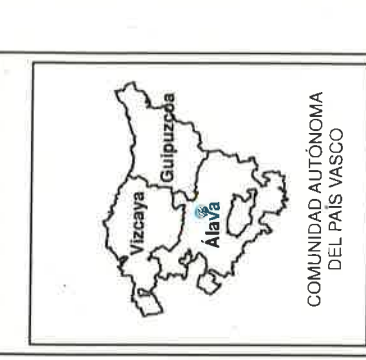 Vizcaya
Guipuzcoa
Álava
COMUNIDAD AUTÓNOMA
DEL PAÍS VASCO